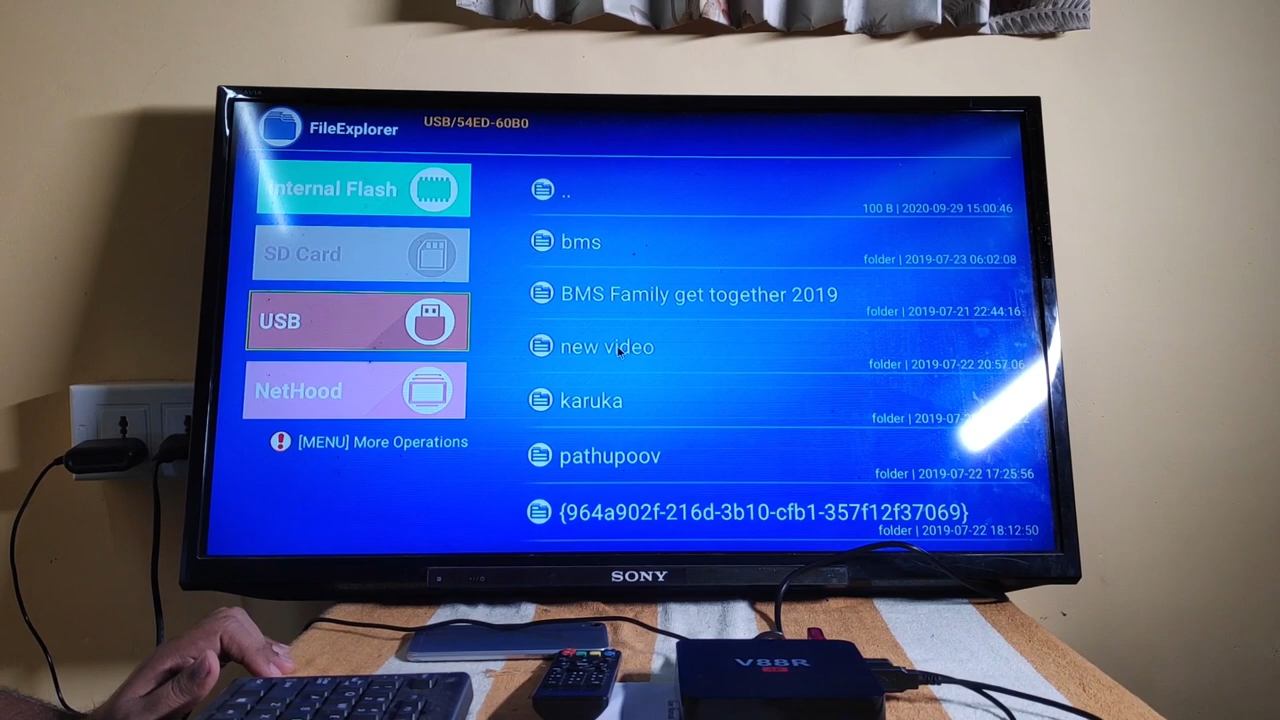 FileExplorer
USB/54ED-60B0
Internal Flash
SD Card
USB
NetHood
[MENU] More Operations
..
100 B | 2020-09-29 15:00:46
bms
folder | 2019-07-23 06:02:08
BMS Family get together 2019
folder | 2019-07-21 22:44:16
new video
folder | 2019-07-22 20:57:06
karuka
folder | 2019-07-
pathupoov
folder | 2019-07-22 17:25:56
{964a902f-216d-3b10-cfb1-357f12f37069}
folder | 2019-07-22 18:12:50
SONY
V88R